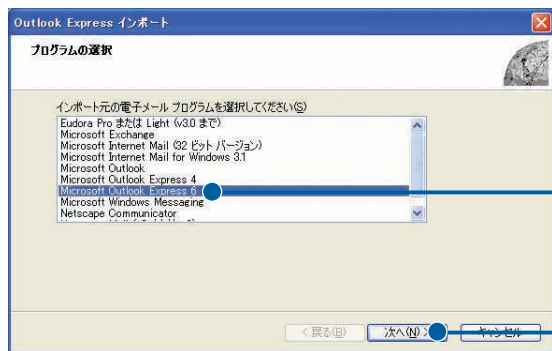 Outlook Express インポート
プログラムの選択
インポート元の電子メール プログラムを選択してください(S)
Eudora Pro または Light (v3.0 まで)
Microsoft Exchange
Microsoft Internet Mail (32 ビット バージョン)
Microsoft Internet Mail for Windows 3.1
Microsoft Outlook
Microsoft Outlook Express 4
Microsoft Outlook Express 6
Microsoft Windows Messaging
Netscape Communicator
< 戻る(B)
次へ(N) >
キャンセル